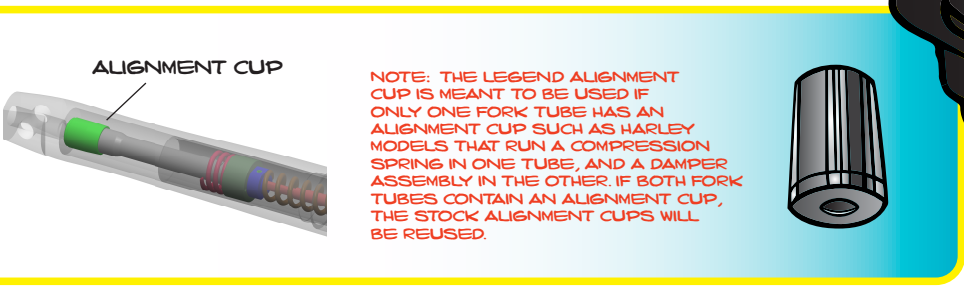 ALIGNMENT CUP
NOTE: THE LEGEND ALIGNMENT
CUP IS MEANT TO BE USED IF
ONLY ONE FORK TUBE HAS AN
ALIGNMENT CUP SUCH AS HARLEY
MODELS THAT RUN A COMPRESSION
SPRING IN ONE TUBE, AND A DAMPER
ASSEMBLY IN THE OTHER. IF BOTH FORK
TUBES CONTAIN AN ALIGNMENT CUP,
THE STOCK ALIGNMENT CUPS WILL
BE REUSED.